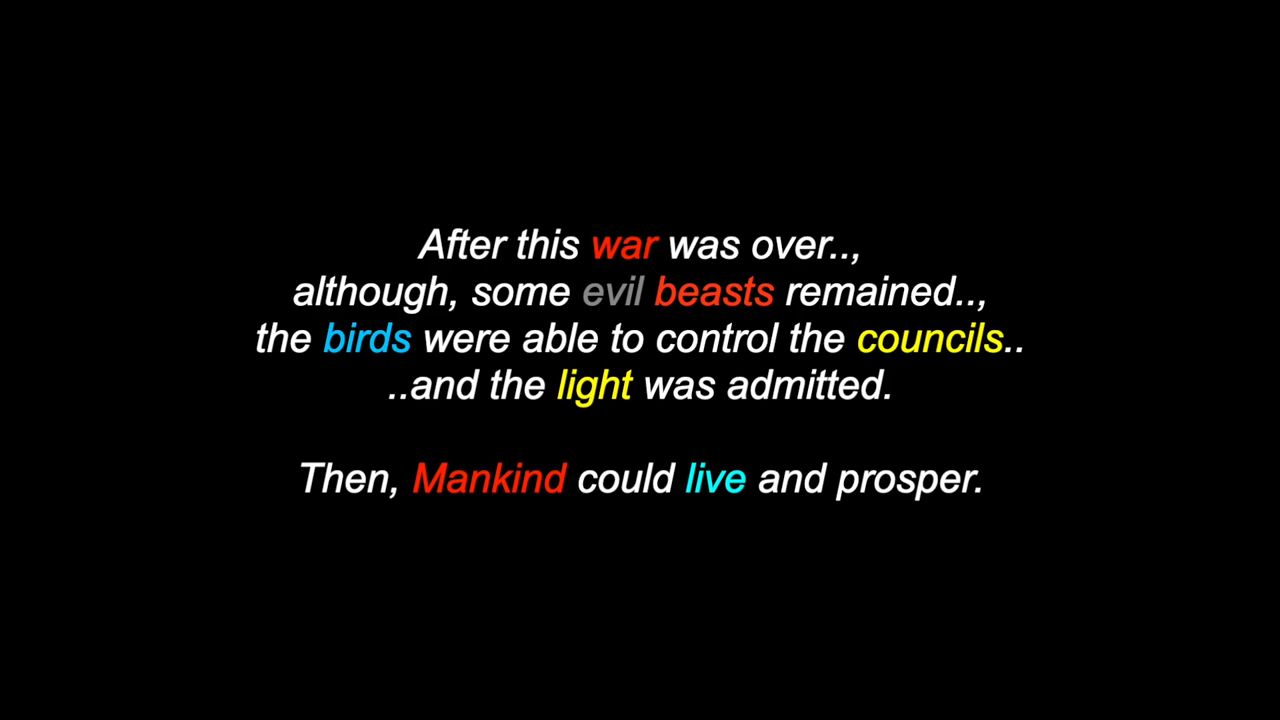 After this war was over..,
although, some evil beasts remained..,
the birds were able to control the councils..
..and the light was admitted.
Then, Mankind could live and prosper.